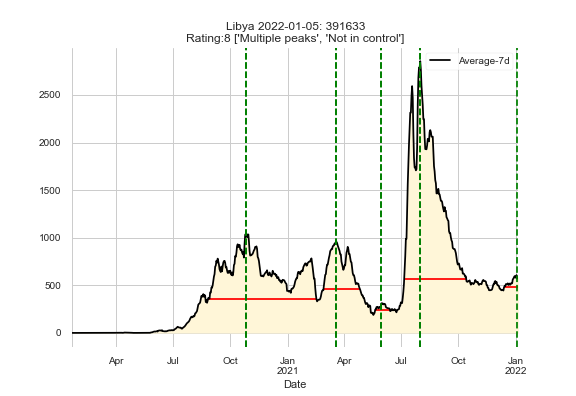 Libya 2022-01-05: 391633
Rating:8 ['Multiple peaks', 'Not in control']
Average-7d
2500
2000
1500
1000
500
0
Apr Jul Oct Jan Apr Jul Oct Jan
2021 2022
Date